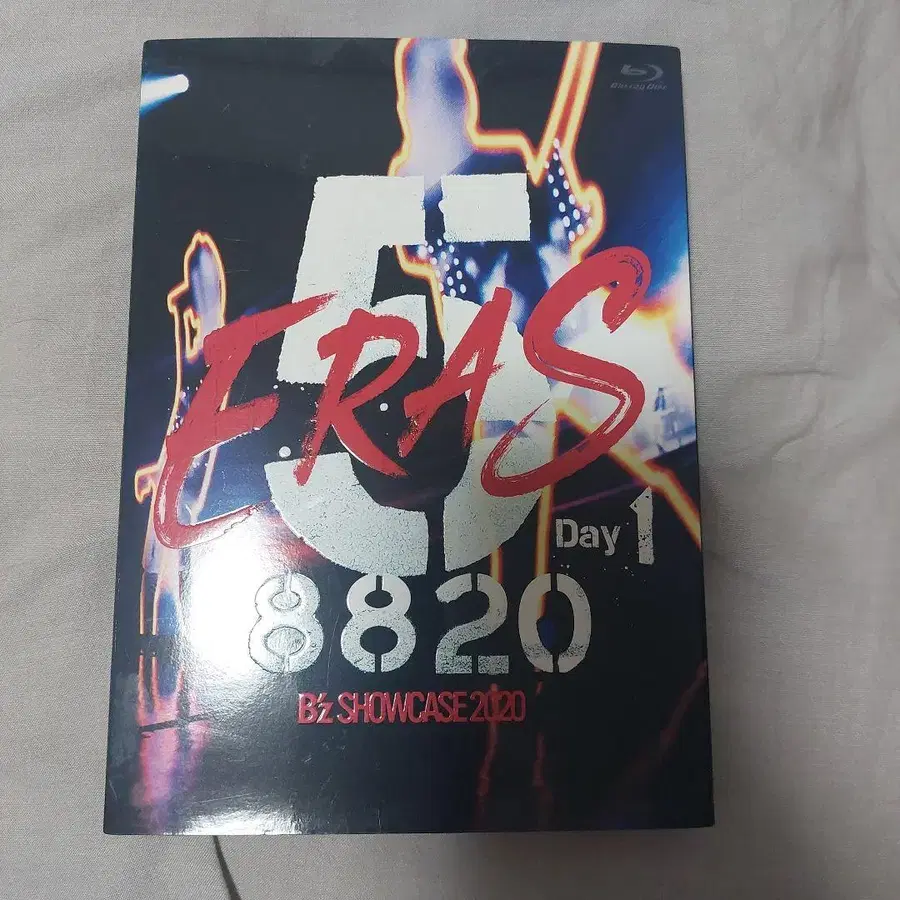 Blu-ray Disc
5
ERAS
Day 1
8820
B'z SHOWCASE 2020